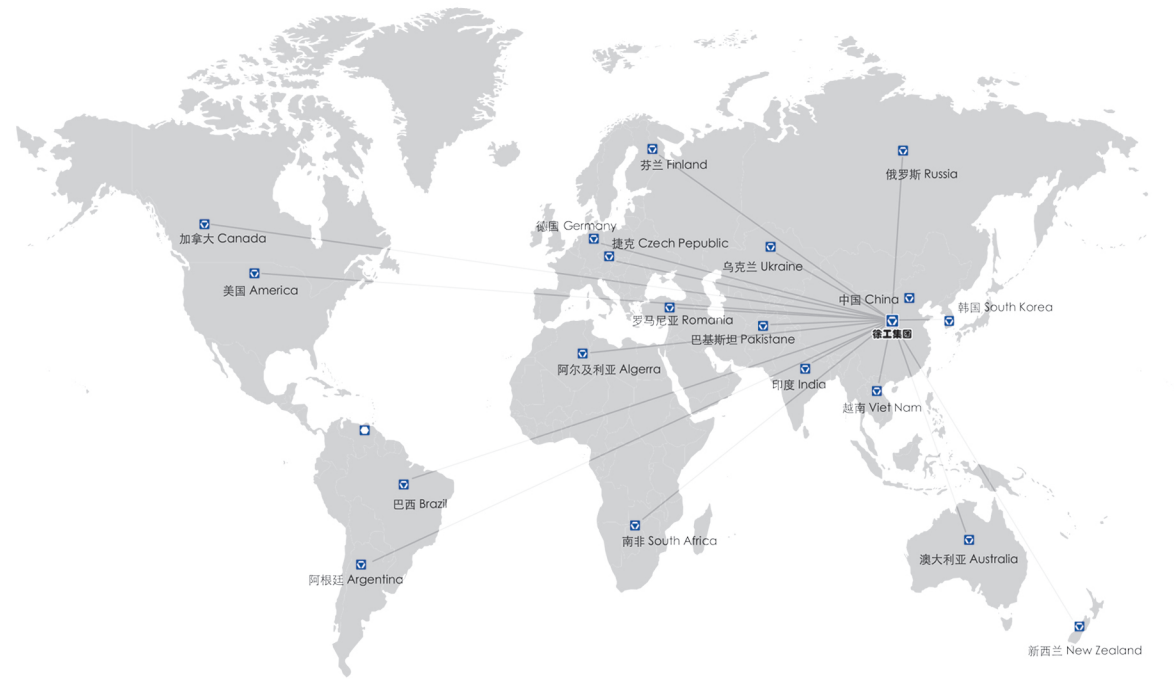 芬兰 Finland
俄罗斯 Russia
德国 Germany
加拿大 Canada
捷克 Czech Pepublic
乌克兰 Ukraine
美国 America
中国 China
韩国 South Korea
罗马尼亚 Romania
徐工集团
巴基斯坦 Pakistane
阿尔及利亚 Algerra
印度 India
越南 Viet Nam
巴西 Brazil
南非 South Africa
澳大利亚 Australia
阿根廷 Argentina
新西兰 New Zealand